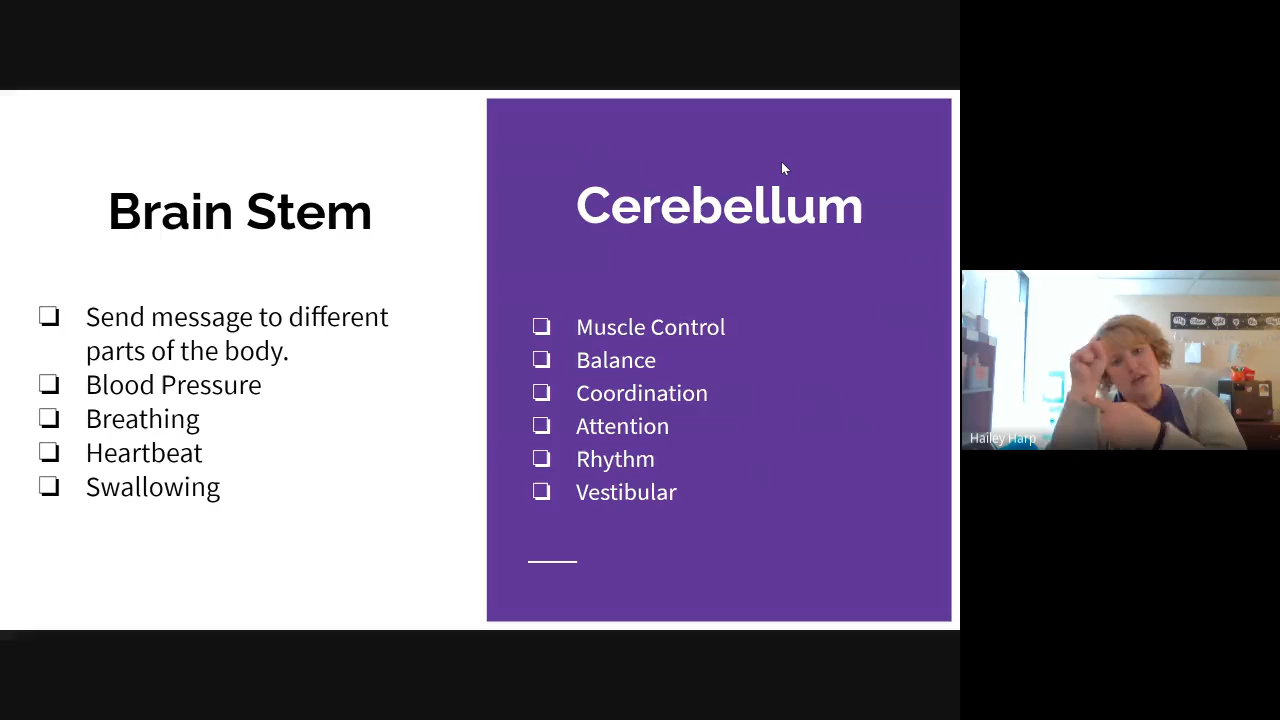 Brain Stem
❏ Send message to different
parts of the body.
❏ Blood Pressure
❏ Breathing
❏ Heartbeat
❏ Swallowing
Cerebellum
❏ Muscle Control
❏ Balance
❏ Coordination
❏ Attention
❏ Rhythm
❏ Vestibular
Hailey Harp